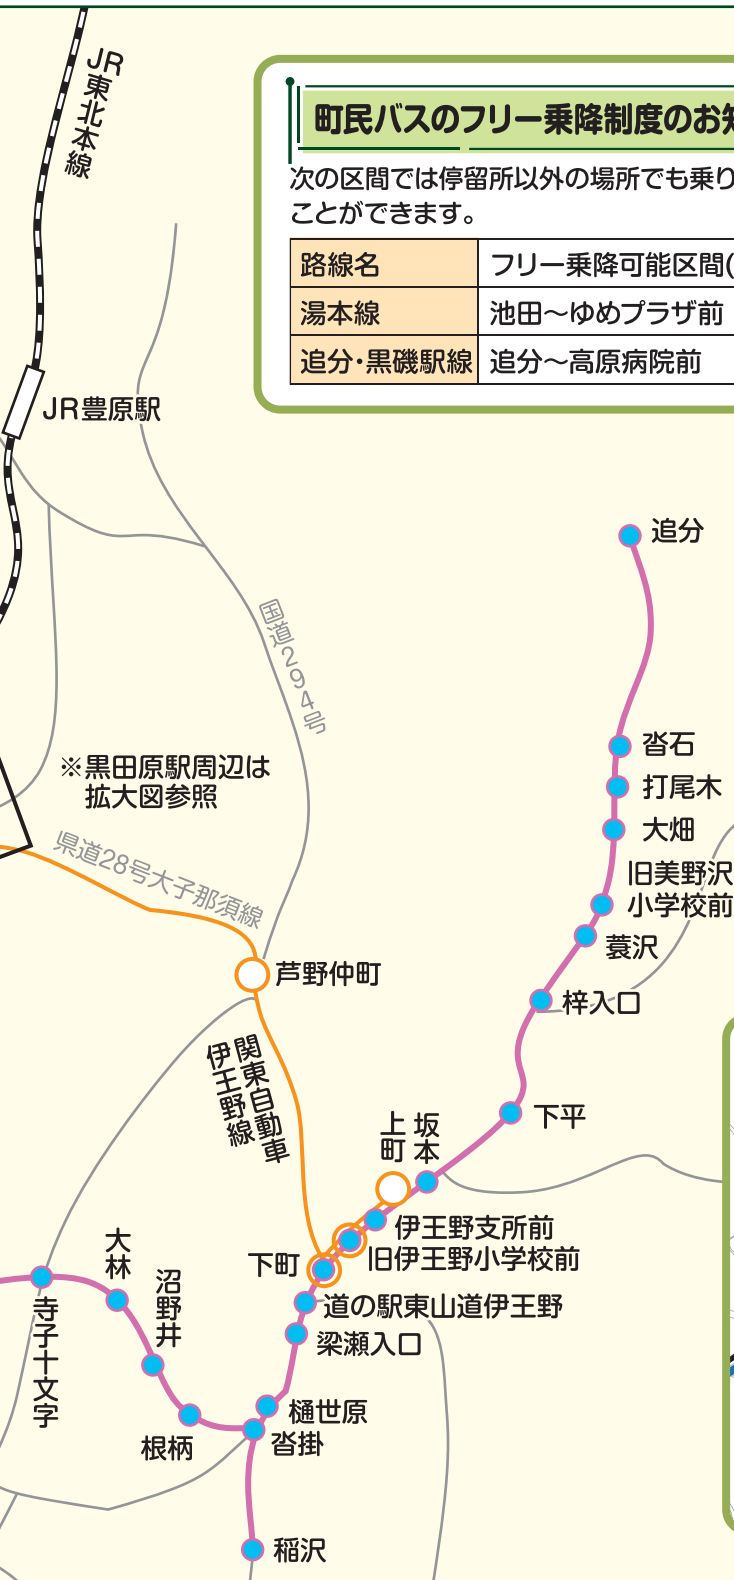 JR東北本線
町民バスのフリー乗降制度のお
次の区間では停留所以外の場所でも乗り
ことができます。
路線名
フリー乗降可能区間(
湯本線
池田〜ゆめプラザ前
追分・黒磯駅線
追分〜高原病院前
JR豊原駅
追分
国道294号
沓石
※黒田原駅周辺は
拡大図参照
打尾木
大畑
県道28号大子那須線
旧美野沢
小学校前
蓑沢
芦野仲町
梓入口
関東自動車
伊王野線
下平
坂本
上町
伊王野支所前
旧伊王野小学校前
下町
大林
沼野井
道の駅東山道伊王野
寺子十文字
梁瀬入口
樋世原
根柄
沓掛
稲沢